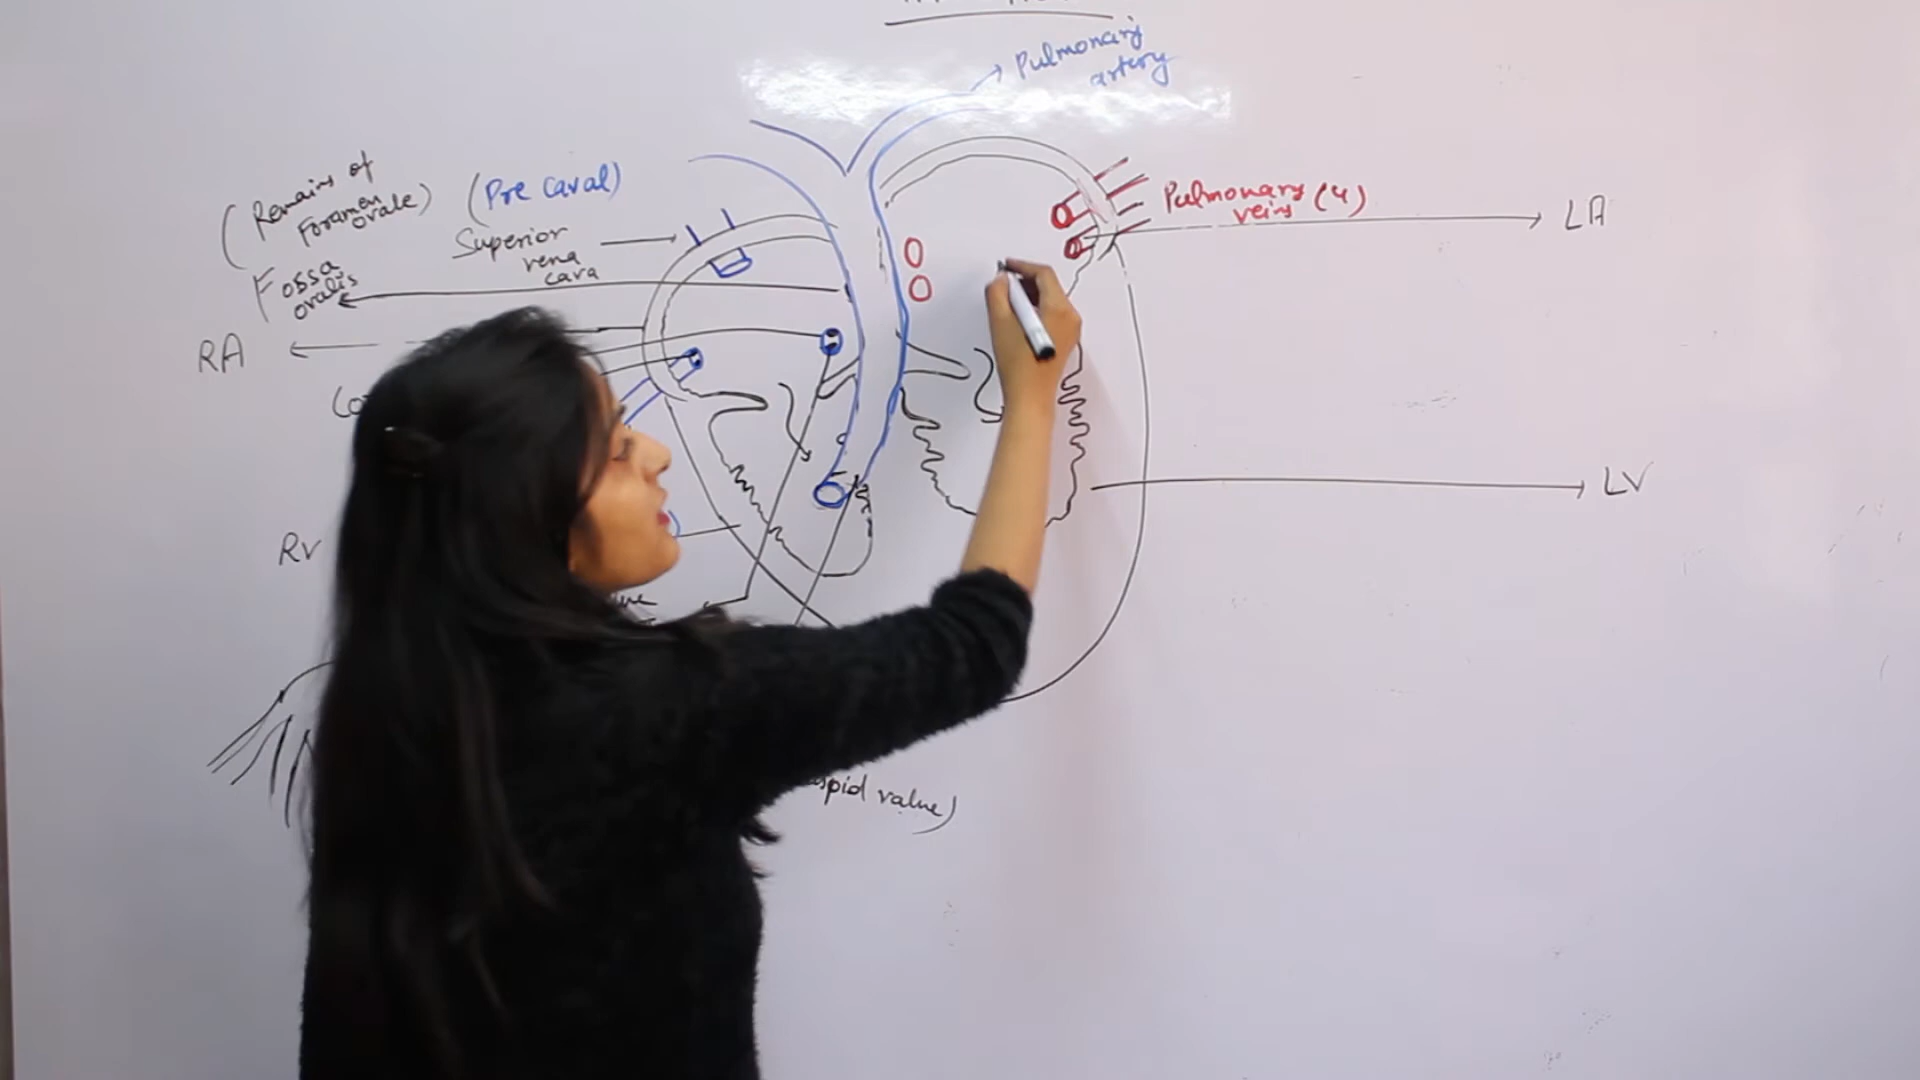 Pulmonary
artery
(Remains of
Foramen
ovale)
(Pre Caval)
Superior
vena
cava
Fossa
ovalis
Pulmonary
veins (4)
LA
RA
LV
RV
spid valve)